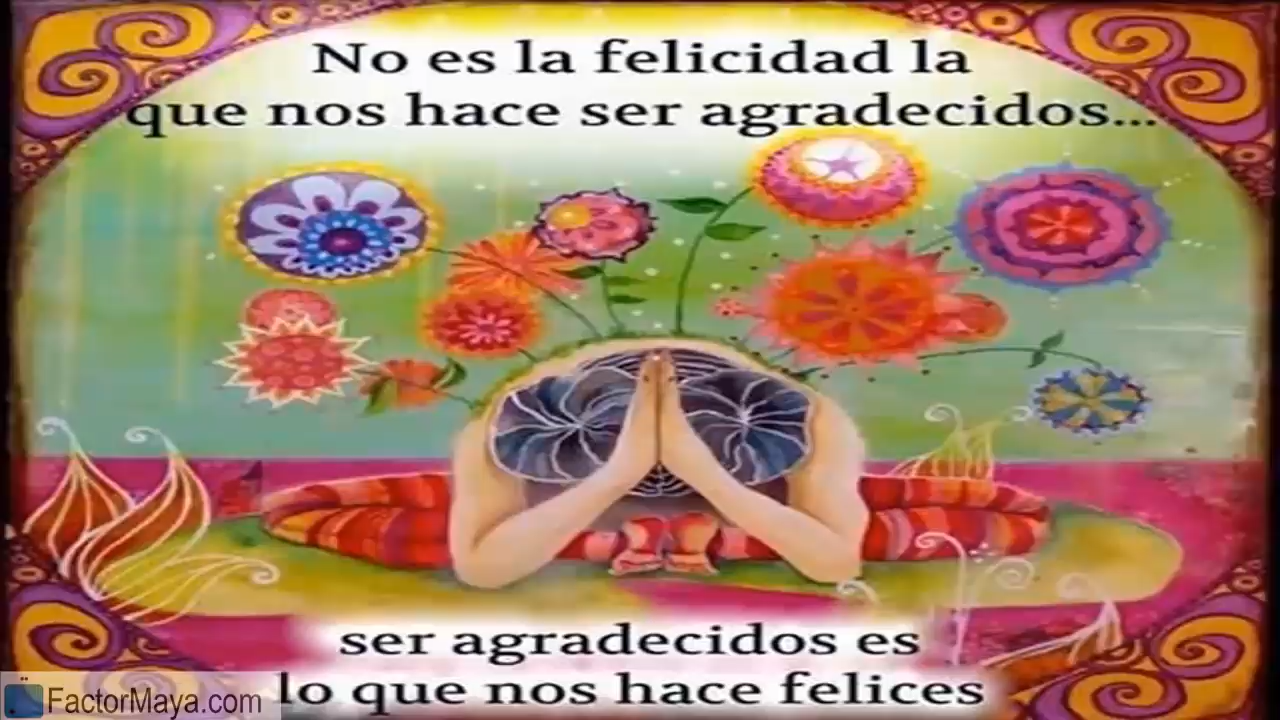 No es la felicidad la
que nos hace ser agradecidos...
ser agradecidos es
lo que nos hace felices
FactorMaya.com